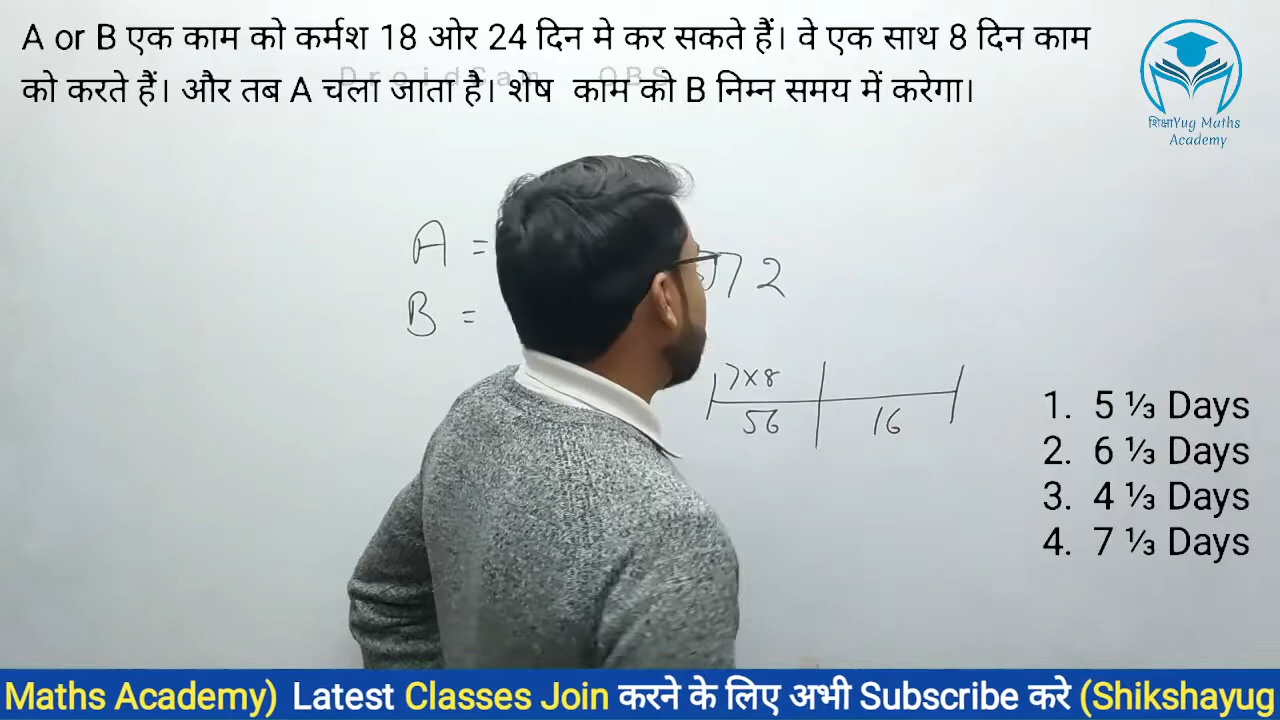 A or B एक काम को कर्मश 18 ओर 24 दिन मे कर सकते हैं। वे एक साथ 8 दिन काम
को करते हैं। और तब A चला जाता है। शेष काम को B निम्न समय में करेगा।
DroidCam OBS
शिक्षाYug Maths
Academy
A =
72
B =
7×8
56 16
1. 5 ⅓ Days
2. 6 ⅓ Days
3. 4 ⅓ Days
4. 7 ⅓ Days
Maths Academy) Latest Classes Join करने के लिए अभी Subscribe करे (Shikshayug